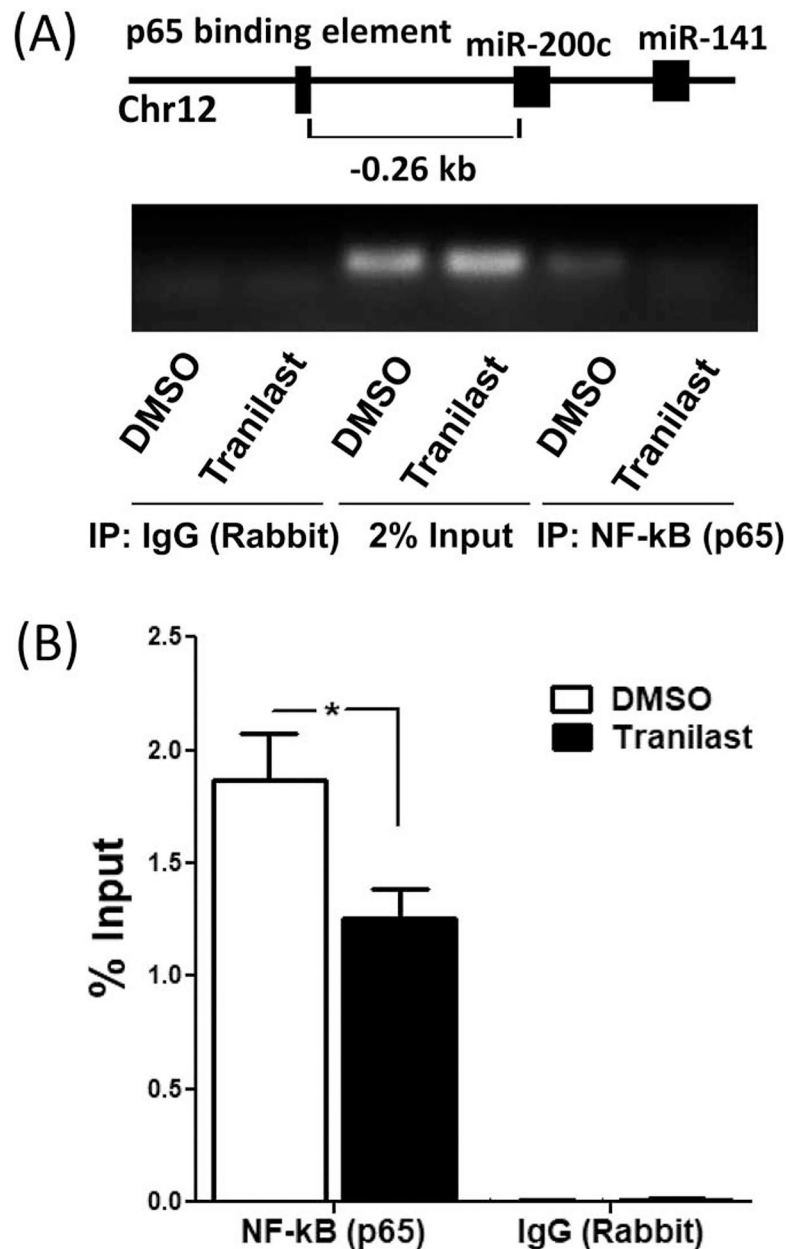 (A)
p65 binding element
miR-200c
miR-141
Chr12
-0.26 kb
DMSO
Tranilast
DMSO
Tranilast
DMSO
Tranilast
IP: IgG (Rabbit)
2% Input
IP: NF-kB (p65)
(B)
% Input
2.5
2.0
1.5
1.0
0.5
0.0
*
DMSO
Tranilast
NF-kB (p65)
IgG (Rabbit)